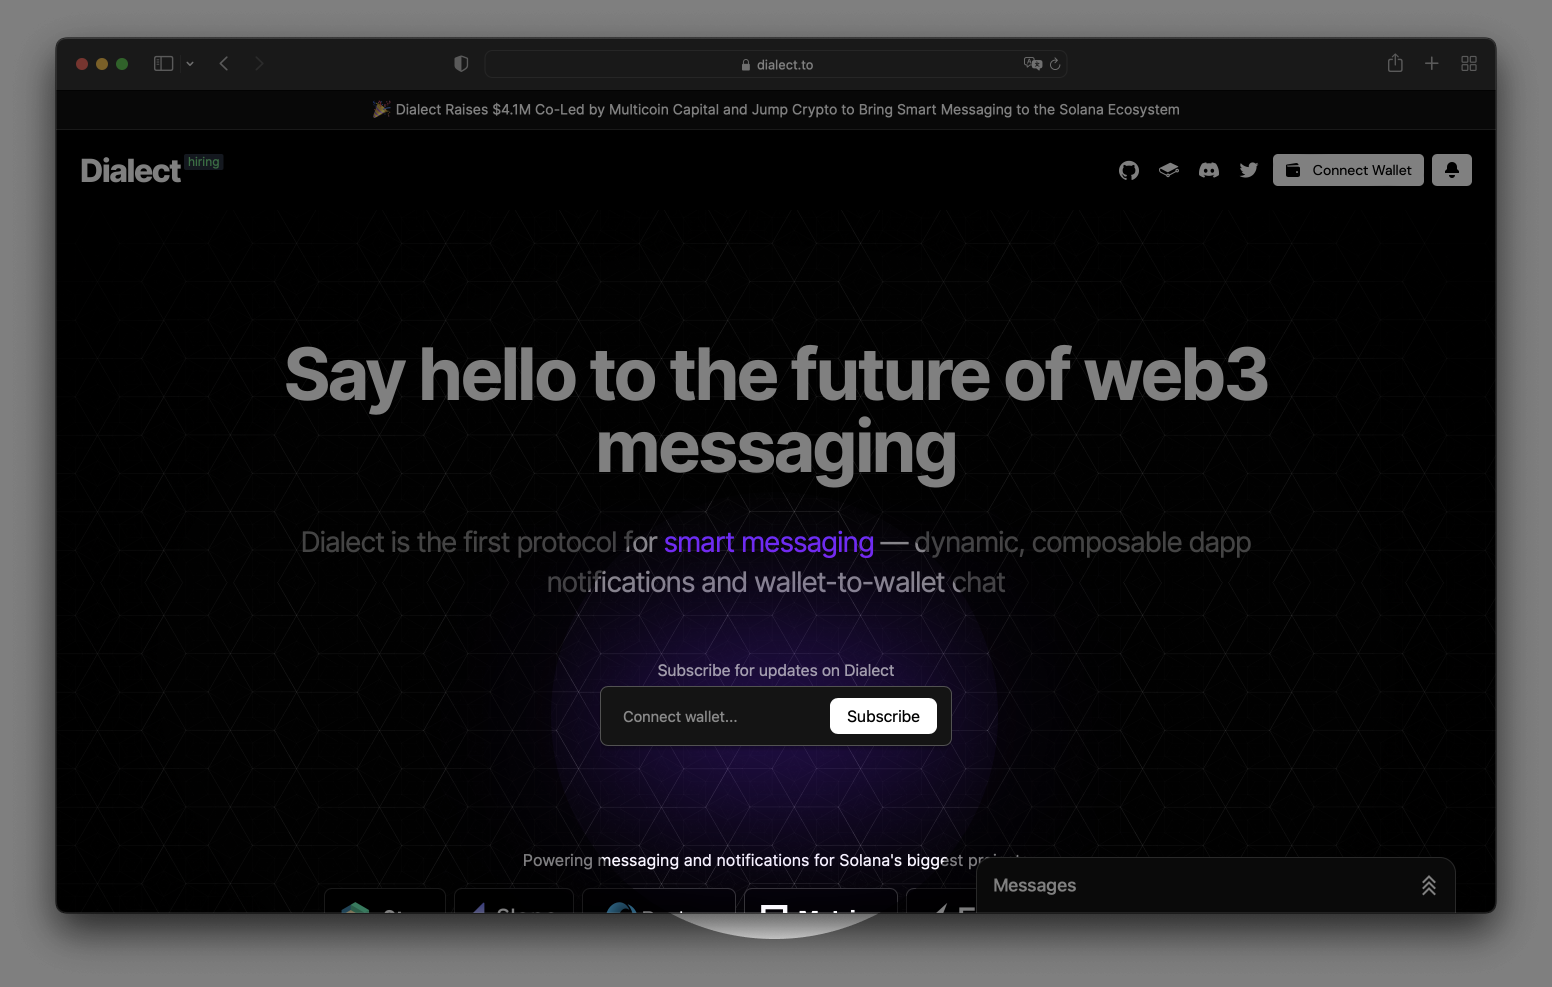 dialect.to
🎉 Dialect Raises $4.1M Co-Led by Multicoin Capital and Jump Crypto to Bring Smart Messaging to the Solana Ecosystem
Dialect hiring
Connect Wallet
Say hello to the future of web3
messaging
Dialect is the first protocol for smart messaging — dynamic, composable dapp
notifications and wallet-to-wallet chat
Subscribe for updates on Dialect
Connect wallet...
Subscribe
Powering messaging and notifications for Solana's biggest
Messages